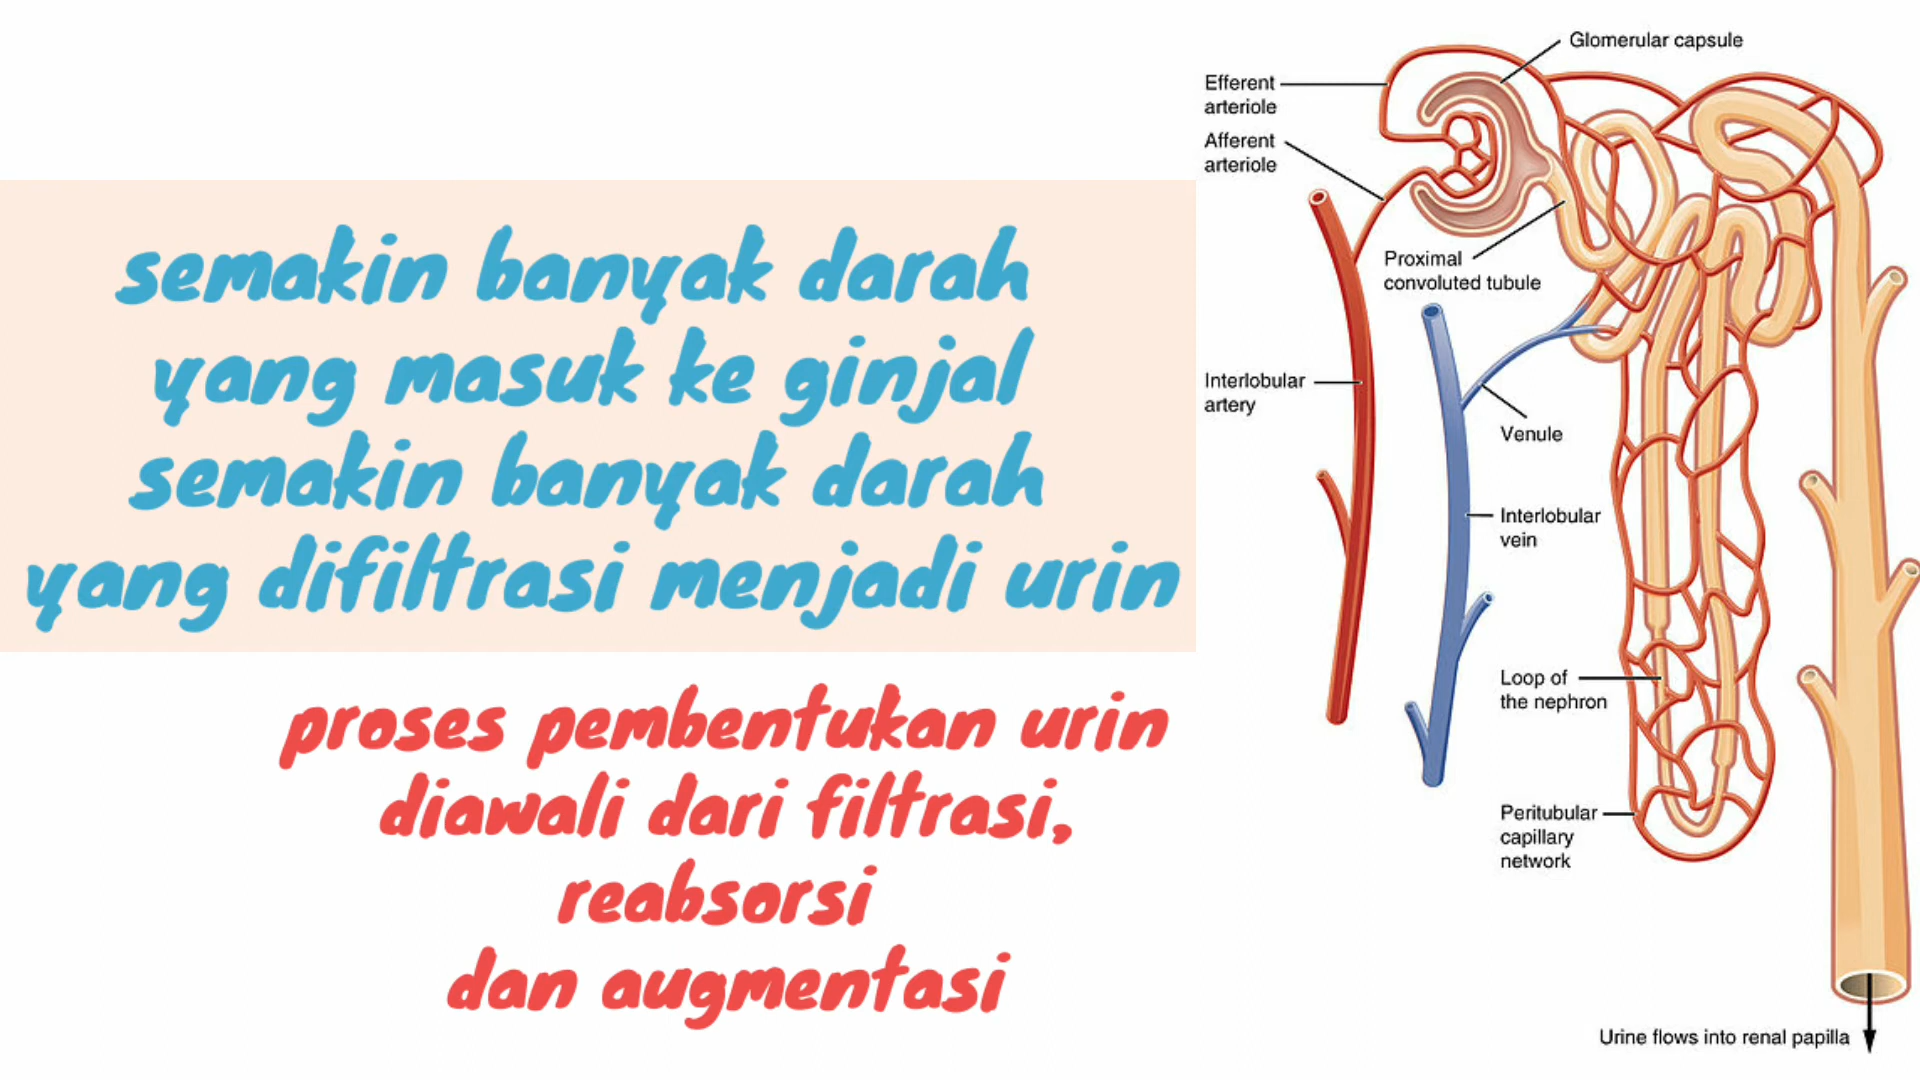 semakin banyak darah
yang masuk ke ginjal
semakin banyak darah
yang difiltrasi menjadi urin
proses pembentukan urin
diawali dari filtrasi,
reabsorsi
dan augmentasi
Glomerular capsule
Efferent
arteriole
Afferent
arteriole
Proximal
convoluted tubule
Interlobular
artery
Venule
Interlobular
vein
Loop of
the nephron
Peritubular
capillary
network
Urine flows into renal papilla